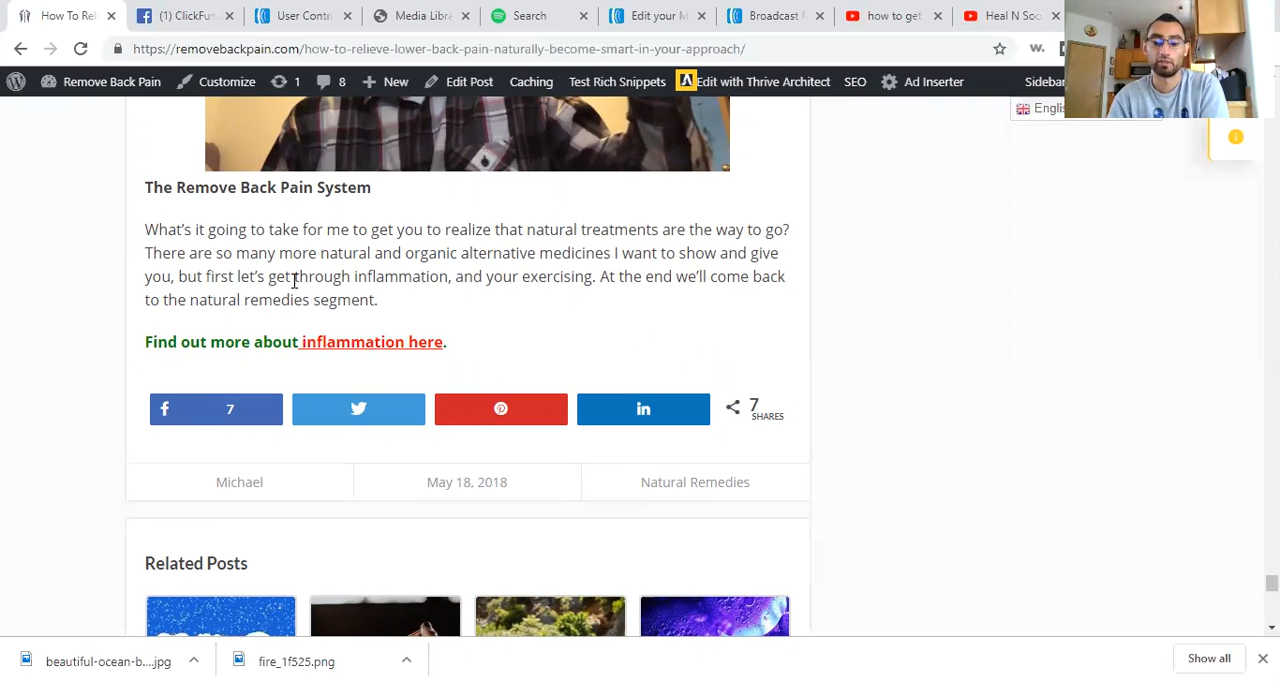 How To Reli
(1) ClickFun
User Contr
Media Libra
Search
Edit your M
Broadcast
how to get
Heal N Soo
https://removebackpain.com/how-to-relieve-lower-back-pain-naturally-become-smart-in-your-approach/
w.
Remove Back Pain
Customize
1
8
New
Edit Post
Caching
Test Rich Snippets
Edit with Thrive Architect
SEO
Ad Inserter
Sidebar
Engli
The Remove Back Pain System
What's it going to take for me to get you to realize that natural treatments are the way to go?
There are so many more natural and organic alternative medicines I want to show and give
you, but first let's get through inflammation, and your exercising. At the end we'll come back
to the natural remedies segment.
Find out more about inflammation here.
7
7
SHARES
Michael
May 18, 2018
Natural Remedies
Related Posts
beautiful-ocean-b....jpg
fire_1f525.png
Show all